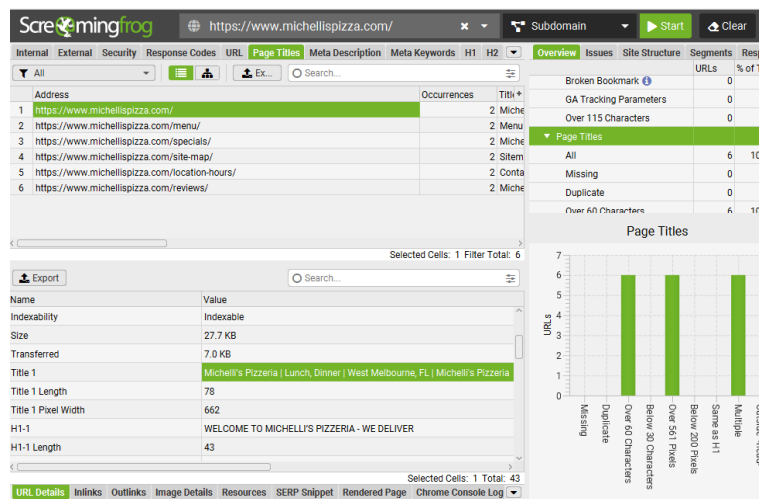 Screamingfrog https://www.michellispizza.com/ x Subdomain Start Clear
Internal External Security Response Codes URL Page Titles Meta Description Meta Keywords H1 H2
All Ex... Search...
Address Occurrences
1 https://www.michellispizza.com/ 2 Miche
2 https://www.michellispizza.com/menu/ 2 Menu
3 https://www.michellispizza.com/specials/ 2 Miche
4 https://www.michellispizza.com/site-map/ 2 Sitem
5 https://www.michellispizza.com/location-hours/ 2 Conta
6 https://www.michellispizza.com/reviews/ 2 Miche
Selected Cells: 1 Filter Total: 6
Export Search...
Name Value
Indexability Indexable
Size 27.7 KB
Transferred 7.0 KB
Title 1 Michelli's Pizzeria | Lunch, Dinner | West Melbourne, FL | Michelli's Pizzeria
Title 1 Length 78
Title 1 Pixel Width 662
H1-1 WELCOME TO MICHELLI'S PIZZERIA - WE DELIVER
H1-1 Length 43
Selected Cells: 1 Total: 43
URL Details Inlinks Outlinks Image Details Resources SERP Snippet Rendered Page Chrome Console Log
Overview Issues Site Structure Segments Resp
URLs % of T
Broken Bookmark 0
GA Tracking Parameters 0
Over 115 Characters 0
Page Titles
All 6 10
Missing 0
Duplicate 0
Over 60 Characters 6 10
Page Titles
7
6
5
4
3
2
1
0
URLs
Missing
Duplicate
Over 60 Characters
Below 30 Characters
Over 561 Pixels
Below 200 Pixels
Same as H1
Multiple